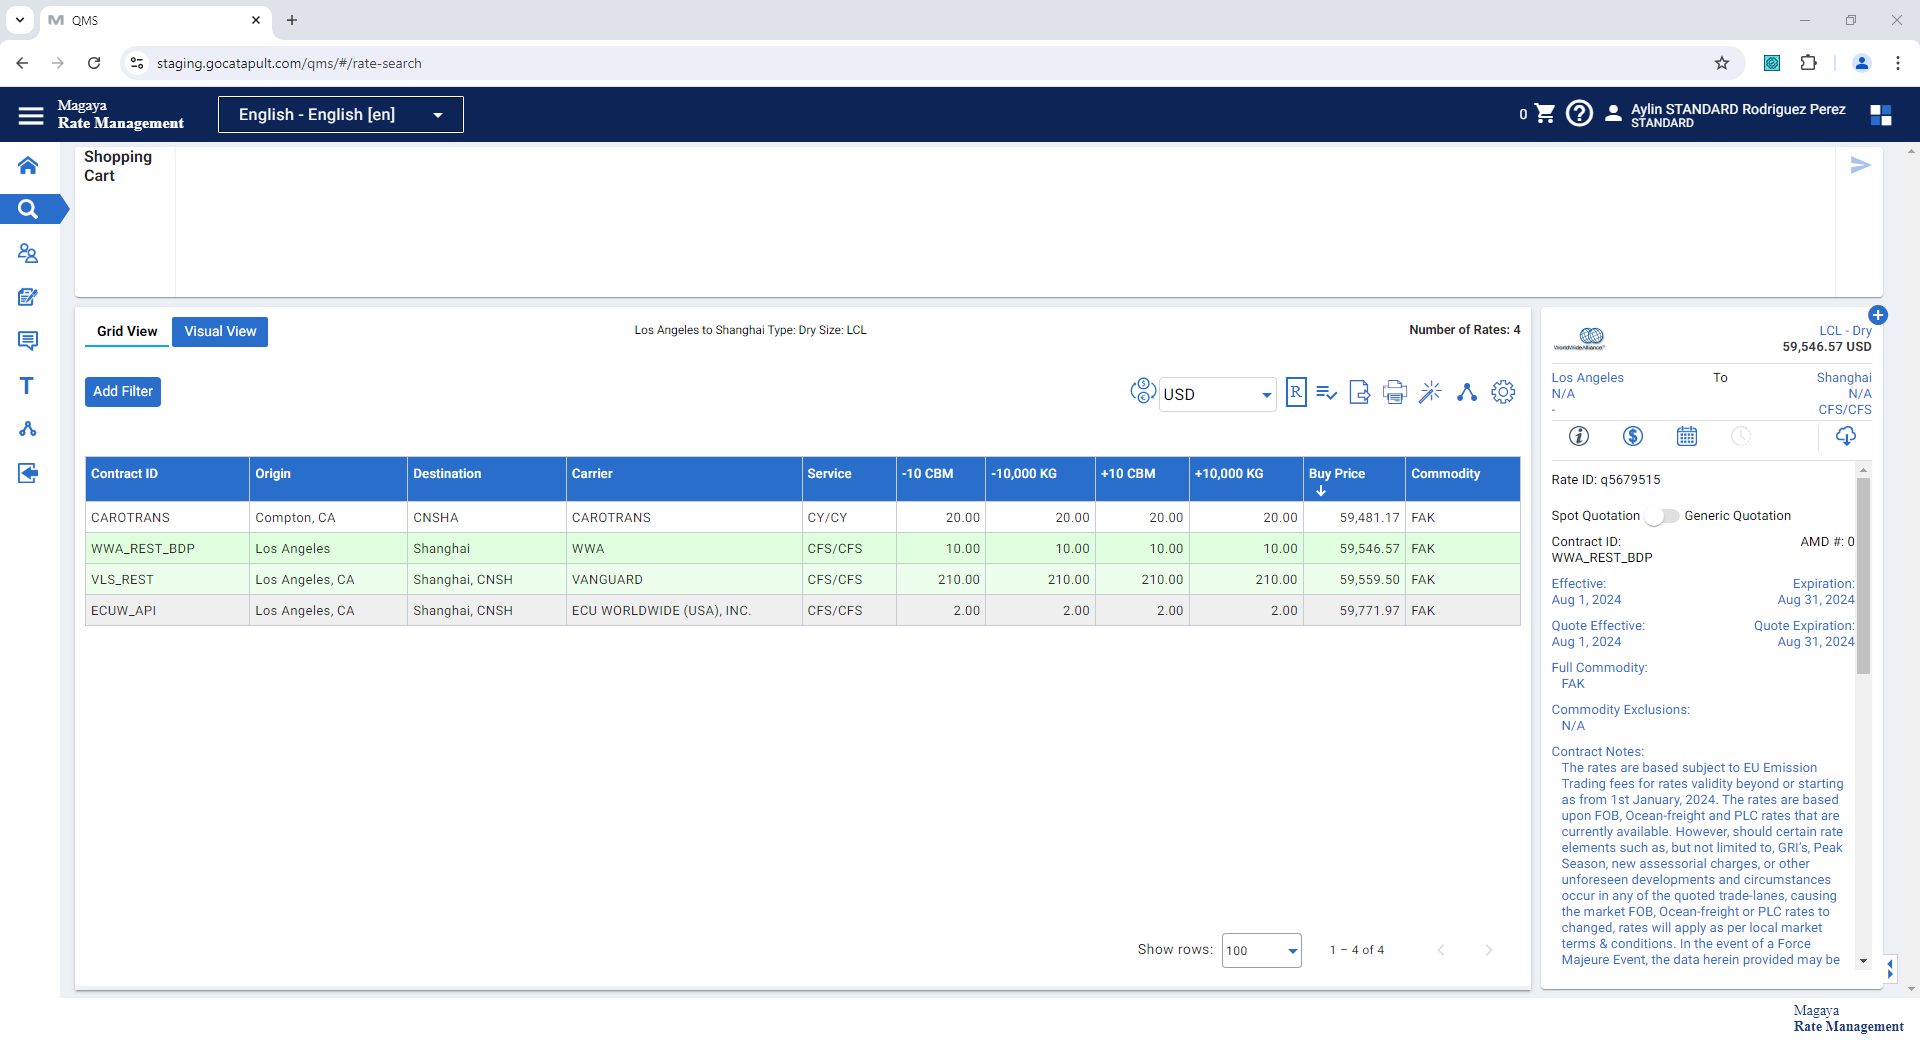 QMS
staging.gocatapult.com/qms/#/rate-search
Magaya
Rate Management
English - English [en]
0
Aylin STANDARD Rodriguez Perez
STANDARD
Shopping
Cart
Grid View
Visual View
Los Angeles to Shanghai Type: Dry Size: LCL
Number of Rates: 4
Add Filter
USD
R
Contract ID Origin Destination Carrier Service -10 CBM -10,000 KG +10 CBM +10,000 KG Buy Price Commodity
CAROTRANS Compton, CA CNSHA CAROTRANS CY/CY 20.00 20.00 20.00 20.00 59,481.17 FAK
WWA_REST_BDP Los Angeles Shanghai WWA CFS/CFS 10.00 10.00 10.00 10.00 59,546.57 FAK
VLS_REST Los Angeles, CA Shanghai, CNSH VANGUARD CFS/CFS 210.00 210.00 210.00 210.00 59,559.50 FAK
ECUW_API Los Angeles, CA Shanghai, CNSH ECU WORLDWIDE (USA), INC. CFS/CFS 2.00 2.00 2.00 2.00 59,771.97 FAK
Show rows: 100 1 – 4 of 4
WorldWideAlliance
LCL - Dry
59,546.57 USD
Los Angeles To Shanghai
N/A N/A
- CFS/CFS
Rate ID: q5679515
Spot Quotation Generic Quotation
Contract ID: AMD #: 0
WWA_REST_BDP
Effective: Expiration:
Aug 1, 2024 Aug 31, 2024
Quote Effective: Quote Expiration:
Aug 1, 2024 Aug 31, 2024
Full Commodity:
FAK
Commodity Exclusions:
N/A
Contract Notes:
The rates are based subject to EU Emission
Trading fees for rates validity beyond or starting
as from 1st January, 2024. The rates are based
upon FOB, Ocean-freight and PLC rates that are
currently available. However, should certain rate
elements such as, but not limited to, GRI's, Peak
Season, new assessorial charges, or other
unforeseen developments and circumstances
occur in any of the quoted trade-lanes, causing
the market FOB, Ocean-freight or PLC rates to
changed, rates will apply as per local market
terms & conditions. In the event of a Force
Majeure Event, the data herein provided may be
Magaya
Rate Management